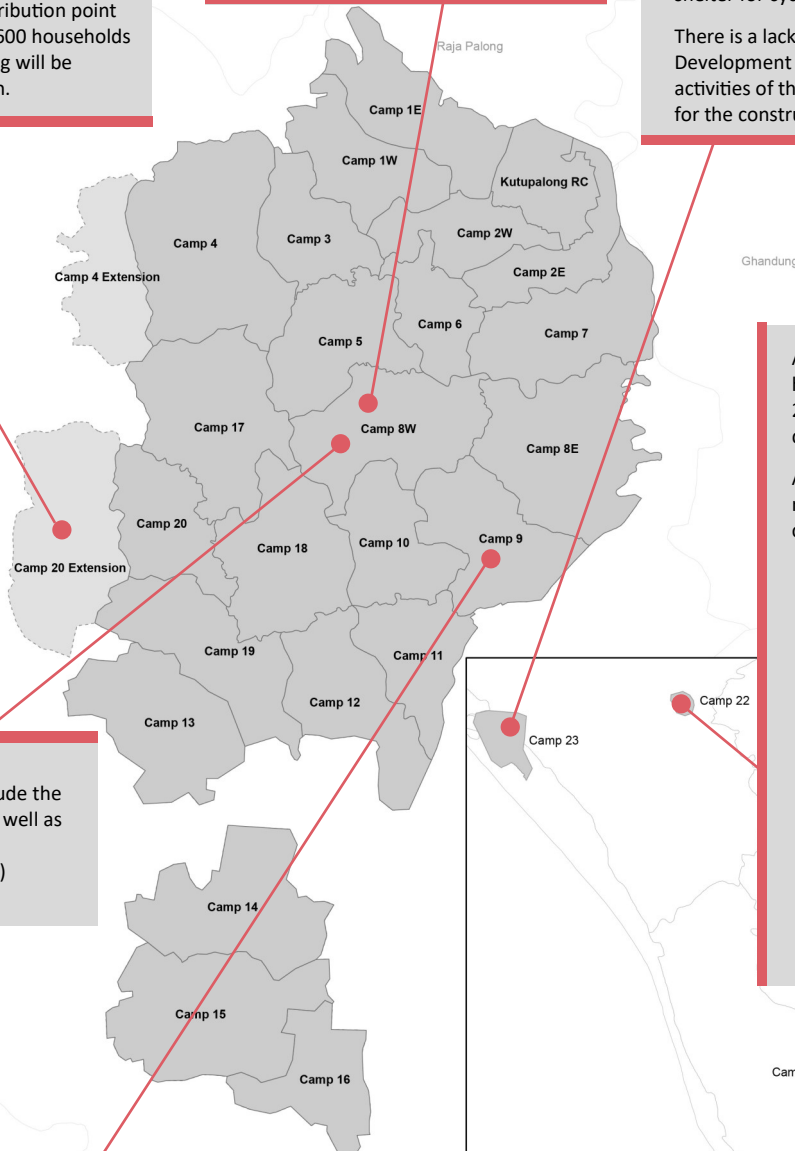 ribution point
500 households
g will be
n.
There is a lack
Development
activities of th
for the constru
Raja Palong
Camp 1E
Camp 1W
Kutupalong RC
Camp 2W
Camp 3
Camp 4
Camp 2E
Camp 4 Extension
Ghandung
Camp 6
Camp 7
Camp 5
Camp 17
Camp 8W
Camp 8E
Camp 20
Camp 18
Camp 10
Camp 9
Camp 20 Extension
Camp 19
Camp 11
Camp 12
Camp 13
Camp 22
Camp 23
ude the
well as
)
Camp 14
Camp 15
Camp 16
Cam